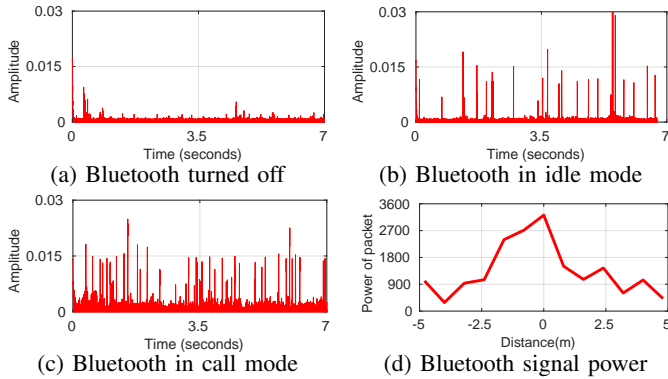 0.03
0.015
0
Amplitude
0
3.5
7
Time (seconds)
(a) Bluetooth turned off
0.03
0.015
0
Amplitude
0
3.5
7
Time (seconds)
(b) Bluetooth in idle mode
0.03
0.015
0
Amplitude
0
3.5
7
Time (seconds)
(c) Bluetooth in call mode
3600
2700
1800
900
0
Power of packet
-5
-2.5
0
2.5
5
Distance(m)
(d) Bluetooth signal power